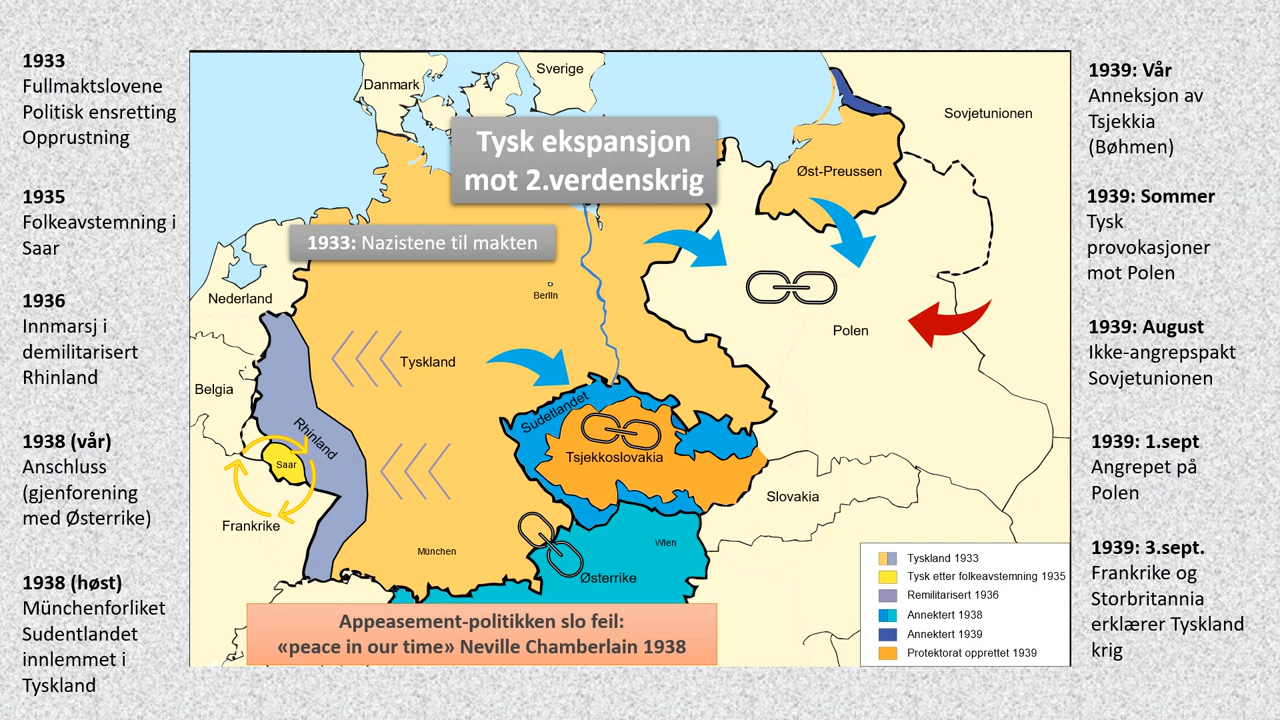 1933
Fullmaktslovene
Politisk ensretting
Opprustning
1935
Folkeavstemning i
Saar
1936
Innmarsj i
demilitarisert
Rhinland
1938 (vår)
Anschluss
(gjenforening
med Østerrike)
1938 (høst)
Münchenforliket
Sudentlandet
innlemmet i
Tyskland
Tysk ekspansjon
mot 2.verdenskrig
1933: Nazistene til makten
Danmark
Sverige
Sovjetunionen
Øst-Preussen
Nederland
Berlin
Polen
Tyskland
Belgia
Sudetlandet
Rhinland
Tsjekkoslovakia
Saar
Slovakia
Frankrike
München
Wien
Østerrike
Tyskland 1933
Tysk etter folkeavstemning 1935
Remilitarisert 1936
Annektert 1938
Annektert 1939
Protektorat opprettet 1939
Appeasement-politikken slo feil:
«peace in our time» Neville Chamberlain 1938
1939: Vår
Anneksjon av
Tsjekkia
(Bøhmen)
1939: Sommer
Tysk
provokasjoner
mot Polen
1939: August
Ikke-angrepspakt
Sovjetunionen
1939: 1.sept
Angrepet på
Polen
1939: 3.sept.
Frankrike og
Storbritannia
erklærer Tyskland
krig